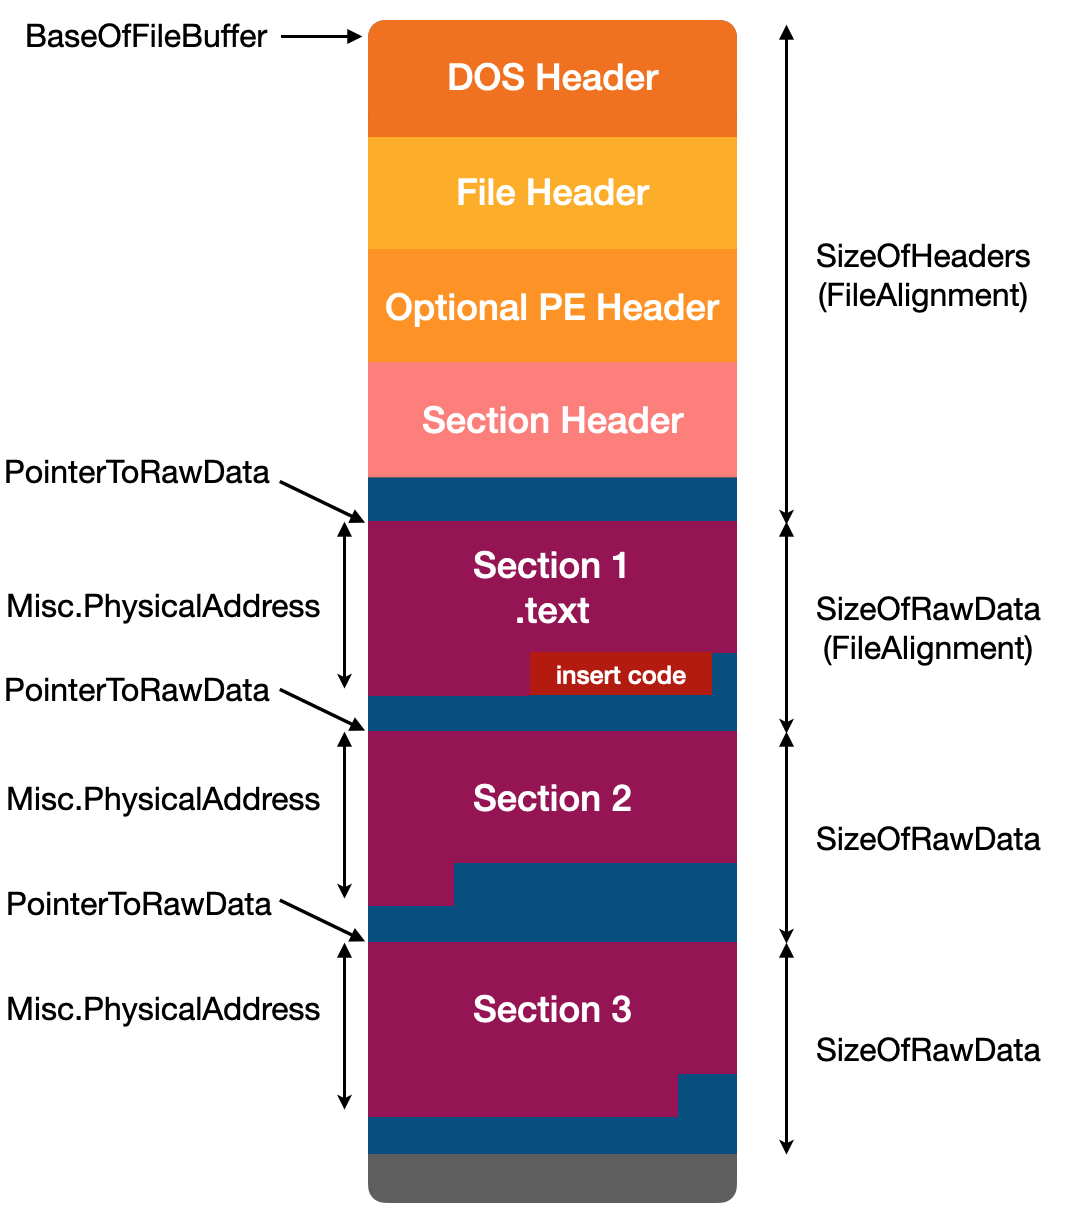 BaseOfFileBuffer
DOS Header
File Header
SizeOfHeaders
(FileAlignment)
Optional PE Header
Section Header
PointerToRawData
Section 1
.text
Misc.PhysicalAddress
SizeOfRawData
(FileAlignment)
insert code
PointerToRawData
Misc.PhysicalAddress
Section 2
SizeOfRawData
PointerToRawData
Misc.PhysicalAddress
Section 3
SizeOfRawData